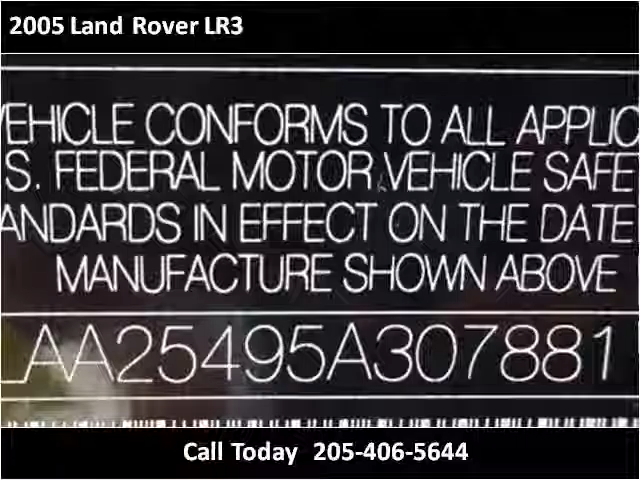 2005 Land Rover LR3
VEHICLE CONFORMS TO ALL APPLIC
S. FEDERAL MOTOR VEHICLE SAFE
ANDARDS IN EFFECT ON THE DATE
MANUFACTURE SHOWN ABOVE
LAA25495A307881
Call Today 205-406-5644